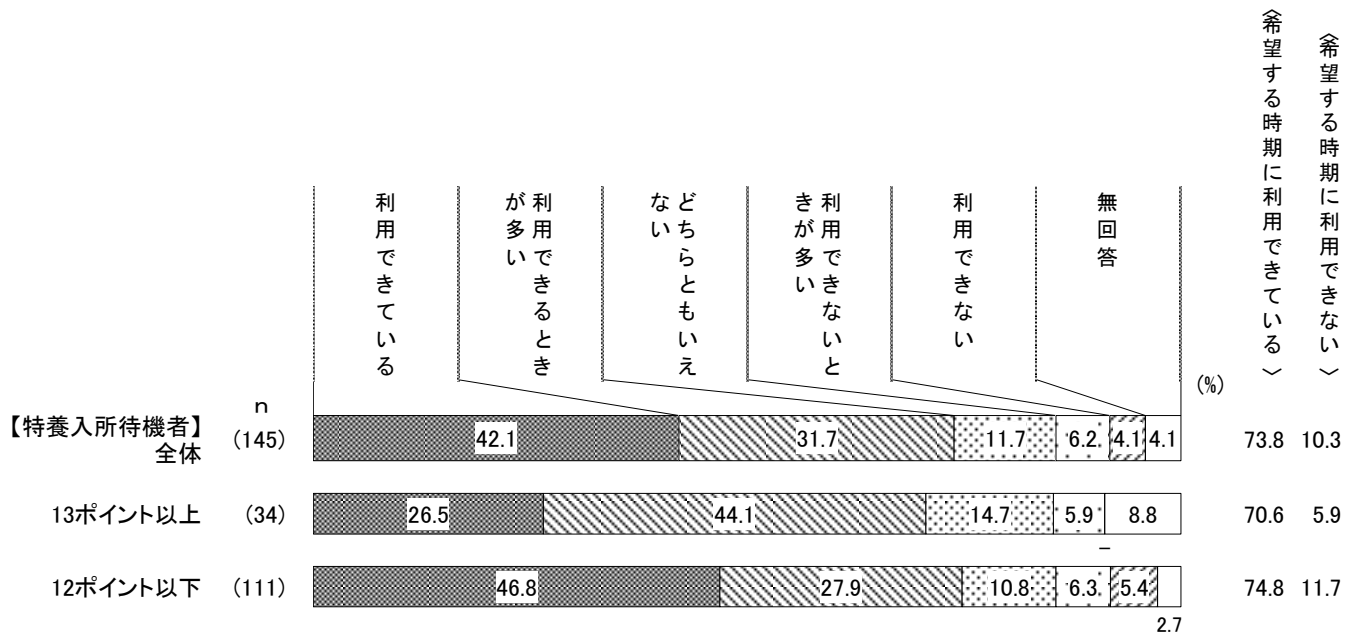 〈希望する時期に利用できている〉
〈希望する時期に利用できない〉
利用できている
利用できるとき
が多い
どちらともいえ
ない
利用できないと
きが多い
利用できない
無回答
(%)
n
【特養入所待機者】
全体
(145)
42.1
31.7
11.7
6.2
4.1
4.1
73.8
10.3
13ポイント以上
(34)
26.5
44.1
14.7
5.9
8.8
70.6
5.9
–
12ポイント以下
(111)
46.8
27.9
10.8
6.3
5.4
74.8
11.7
2.7